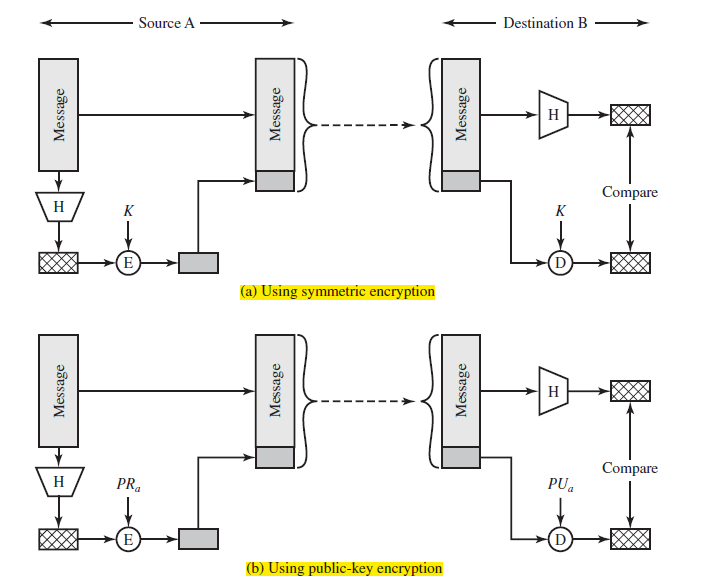 Source A
Destination B
Message
Message
Message
H
H
K
K
Compare
E
D
(a) Using symmetric encryption
Message
Message
Message
H
H
PRa
PUa
Compare
E
D
(b) Using public-key encryption